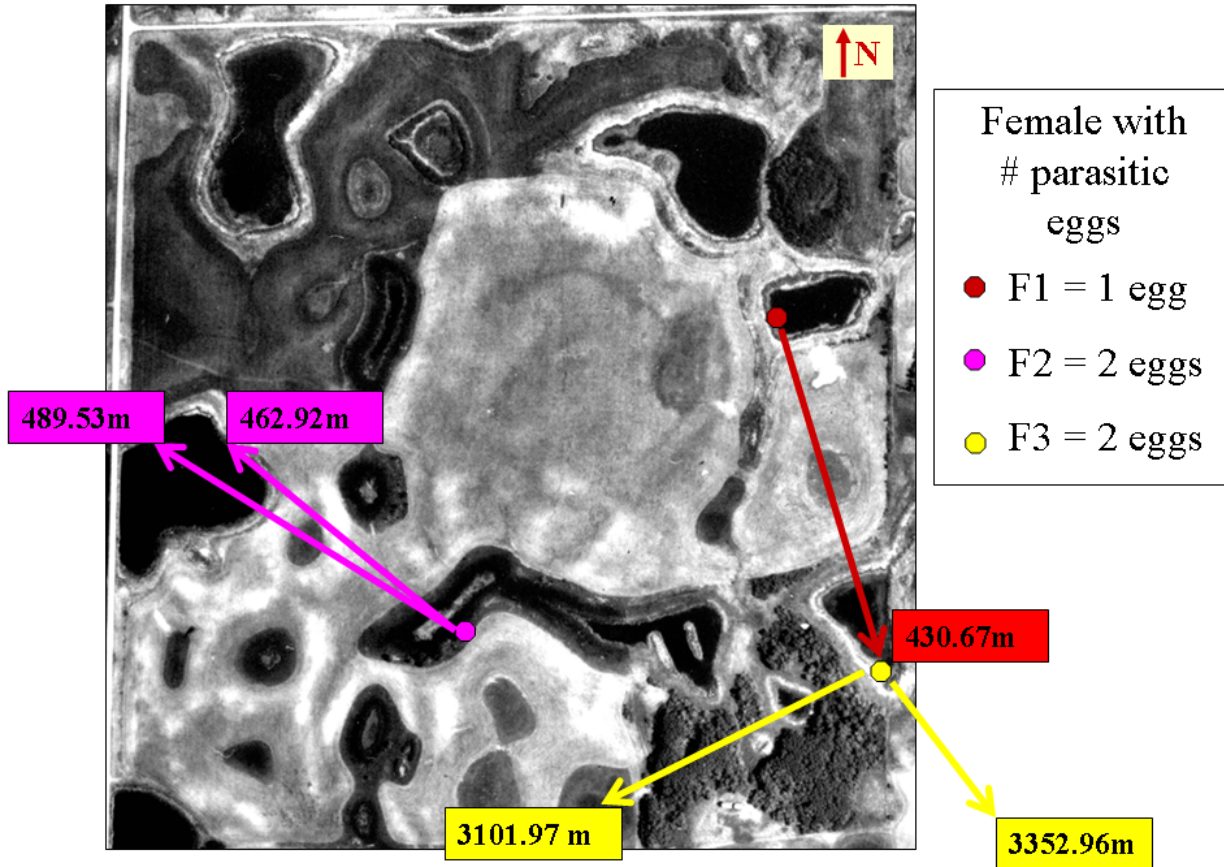 N
Female with
# parasitic
eggs
F1 = 1 egg
F2 = 2 eggs
F3 = 2 eggs
489.53m
462.92m
430.67m
3101.97 m
3352.96m